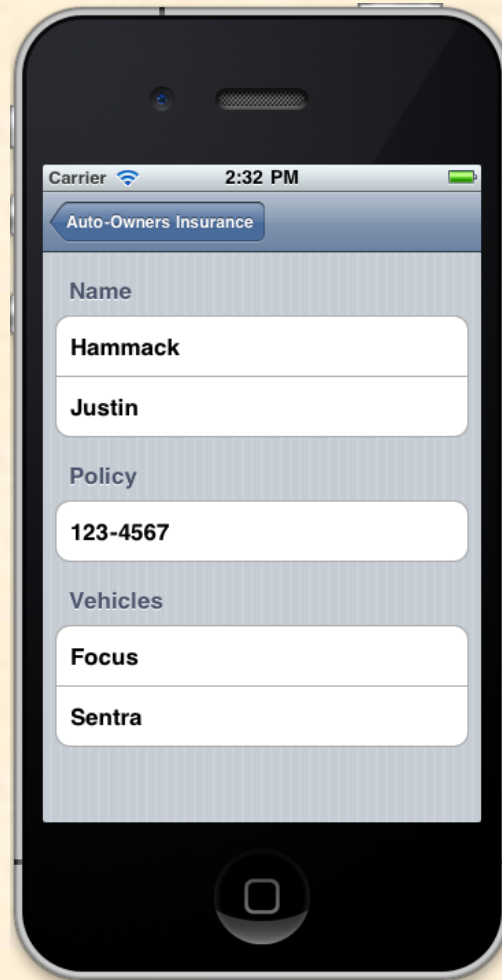 Carrier 2:32 PM
Auto-Owners Insurance
Name
Hammack
Justin
Policy
123-4567
Vehicles
Focus
Sentra